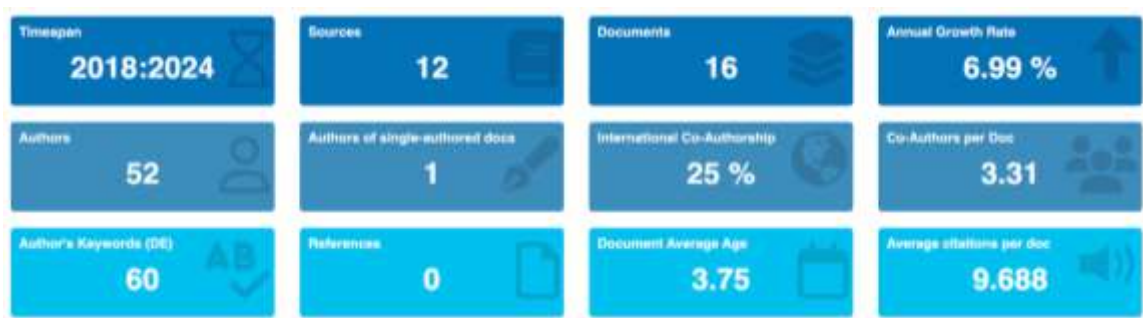 Timespan
2018:2024
Sources
12
Documents
16
Annual Growth Rate
6.99 %
Authors
52
Authors of single-authored docs
1
International Co-Authorship
25 %
Co-Authors per Doc
3.31
Author's Keywords (DE)
60
AB
References
0
Document Average Age
3.75
Average citations per doc
9.688